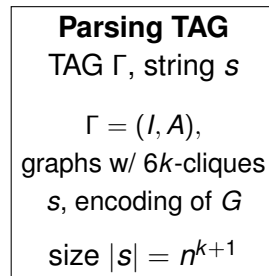 Parsing TAG
TAG Γ, string s
Γ = (I, A),
graphs w/ 6k-cliques
s, encoding of G
size |s| = n^{k+1}